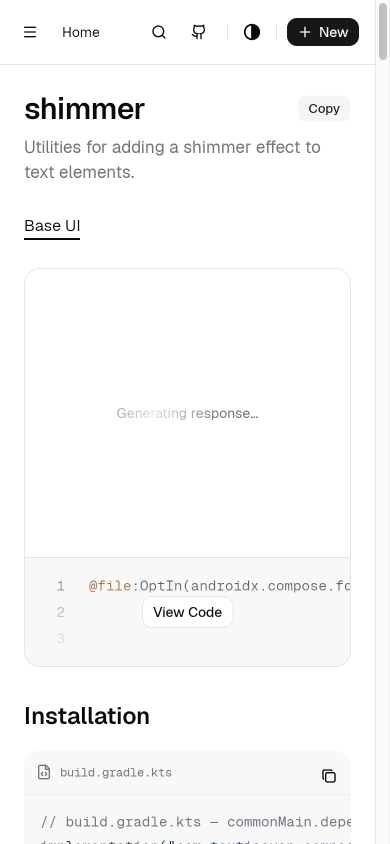 Home
New
shimmer
Copy
Utilities for adding a shimmer effect to
text elements.
Base UI
Generating response…
1 @file:OptIn(androidx.compose.fo
2
View Code
3
Installation
build.gradle.kts
// build.gradle.kts — commonMain.depe